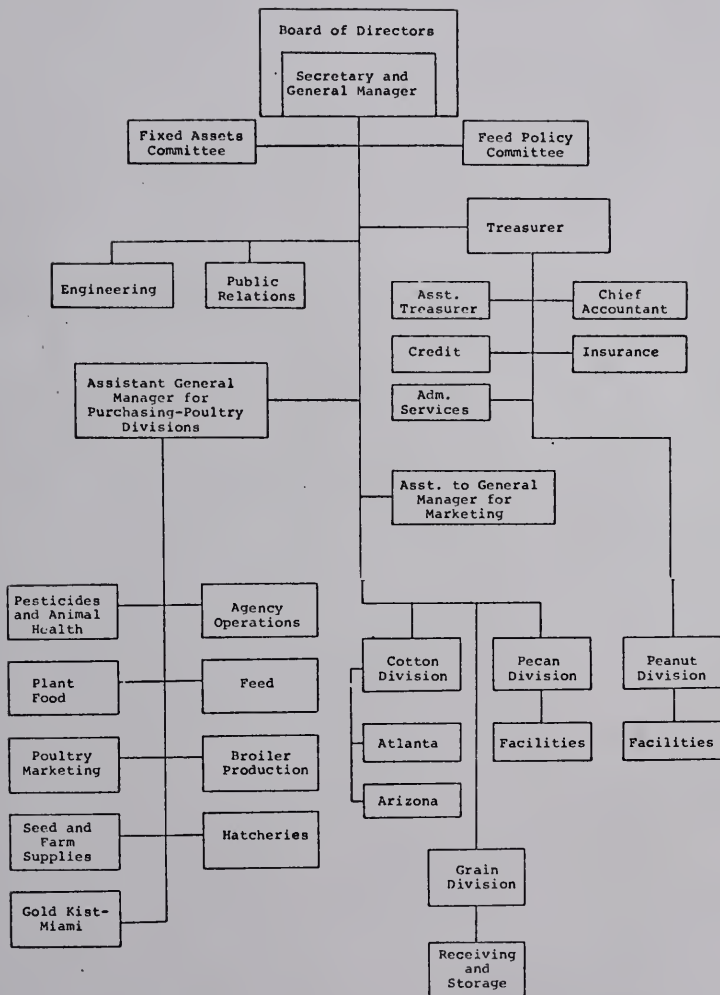 Board of Directors
Secretary and
General Manager
Fixed Assets
Committee
Feed Policy
Committee
Treasurer
Engineering
Public
Relations
Asst.
Treasurer
Chief
Accountant
Credit
Insurance
Adm.
Services
Assistant General
Manager for
Purchasing-Poultry
Divisions
Asst. to General
Manager for
Marketing
Pesticides
and Animal
Health
Agency
Operations
Plant
Food
Feed
Poultry
Marketing
Broiler
Production
Seed and
Farm
Supplies
Hatcheries
Gold Kist-
Miami
Cotton
Division
Atlanta
Arizona
Pecan
Division
Facilities
Peanut
Division
Facilities
Grain
Division
Receiving
and
Storage